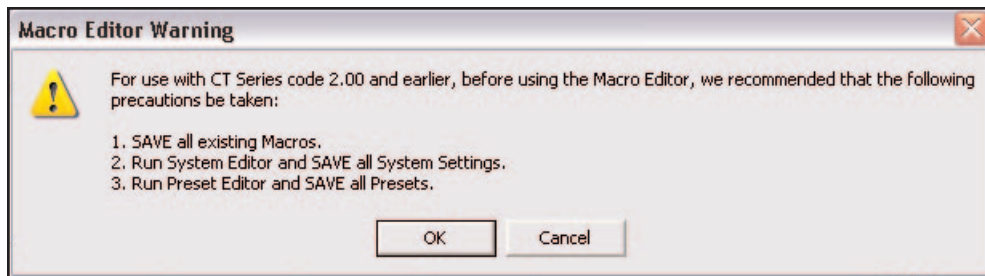 Macro Editor Warning
For use with CT Series code 2.00 and earlier, before using the Macro Editor, we recommended that the following
precautions be taken:
1. SAVE all existing Macros.
2. Run System Editor and SAVE all System Settings.
3. Run Preset Editor and SAVE all Presets.
OK
Cancel